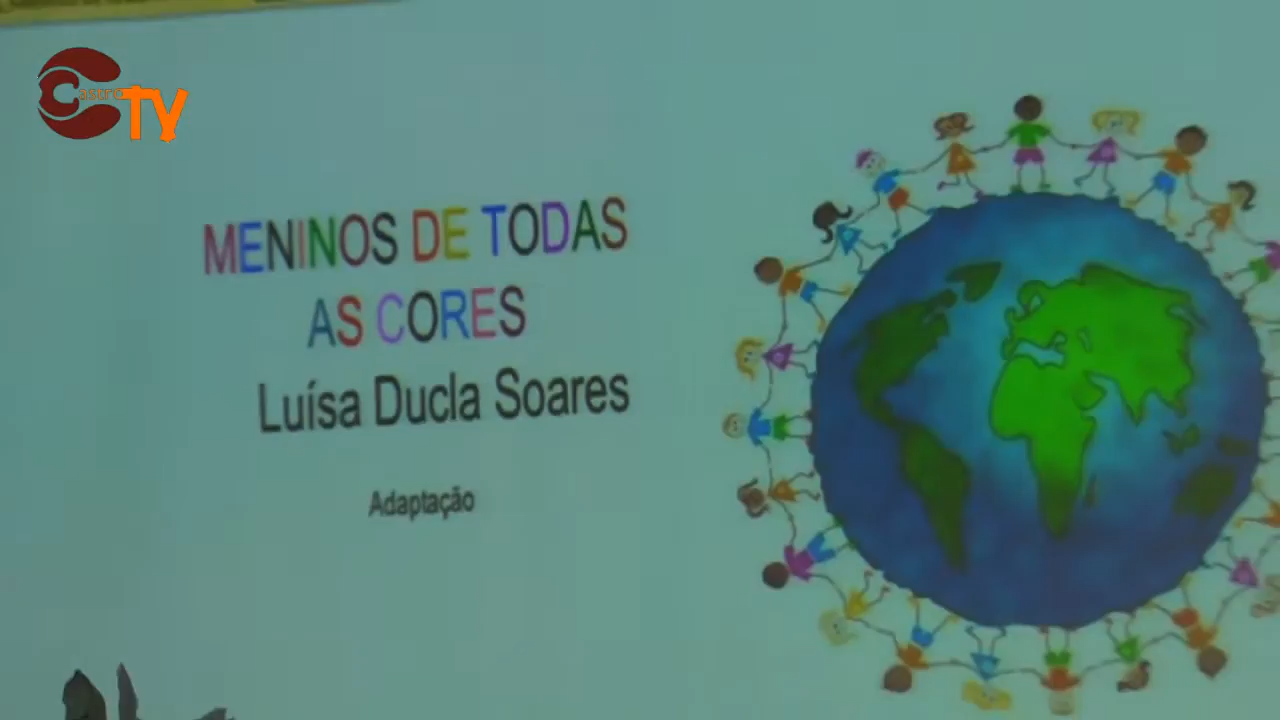 Castro
TV
MENINOS DE TODAS
AS CORES
Luísa Ducla Soares
Adaptação